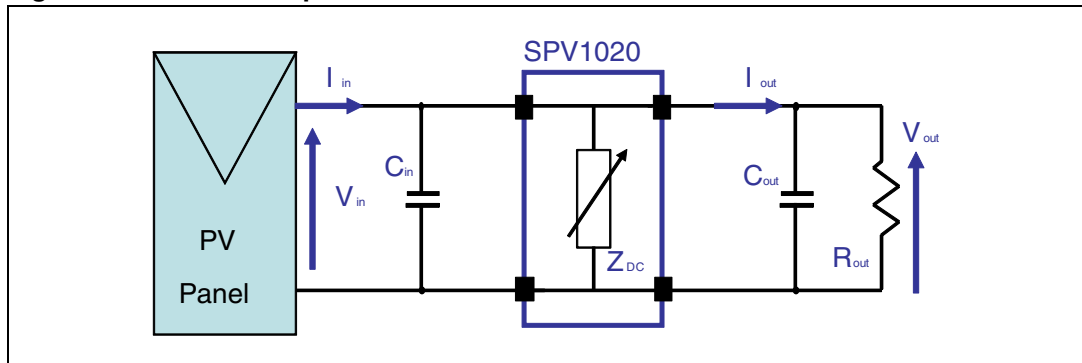 SPV1020
I in
I out
C in
V in
C out
V out
Z DC
R out
PV
Panel